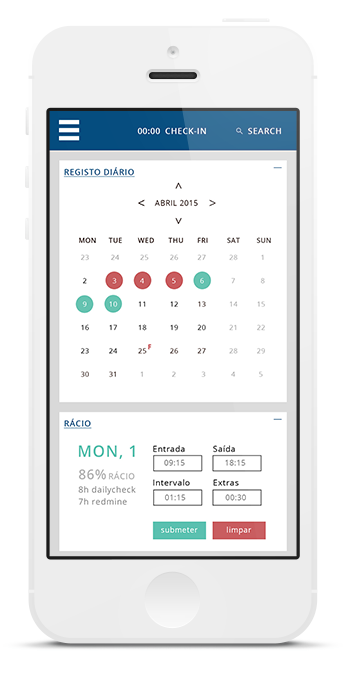 00:00 CHECK-IN SEARCH
REGISTO DIÁRIO
< ABRIL 2015 >
MON TUE WED THU FRI SAT SUN
23 24 25 26 27 28 1
2 3 4 5 6 7 8
9 10 11 12 13 14 15
16 17 18 19 20 21 22
23 24 25 F 26 27 28 29
30 31 1 2 3 4 5
RÁCIO
MON, 1
86% RÁCIO
8h dailycheck
7h redmine
Entrada Saída
09:15 18:15
Intervalo Extras
01:15 00:30
submeter limpar